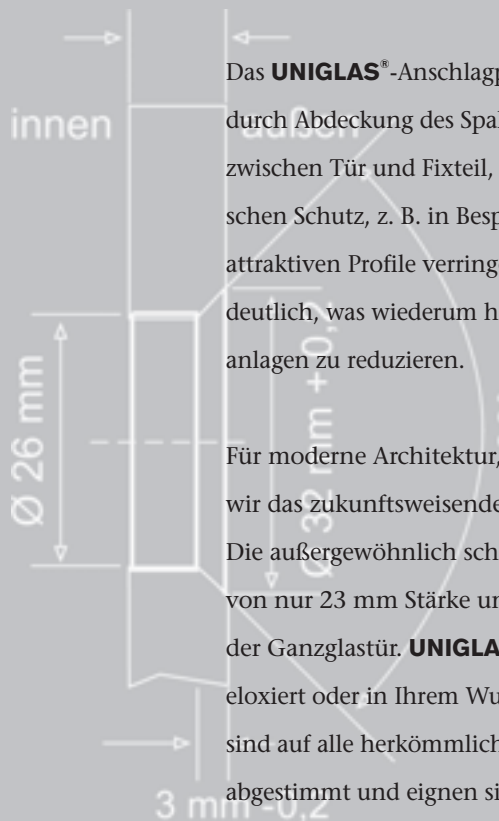 innen
außen
Ø 26 mm
Ø 32 mm + 0,2
3 mm -0,2
Das UNIGLAS®-Anschlagp
durch Abdeckung des Spal
zwischen Tür und Fixteil,
schen Schutz, z. B. in Besp
attraktiven Profile verring
deutlich, was wiederum h
anlagen zu reduzieren.
Für moderne Architektur,
wir das zukunftsweisende
Die außergewöhnlich sch
von nur 23 mm Stärke un
der Ganzglastür. UNIGLA
eloxiert oder in Ihrem Wu
sind auf alle herkömmlich
abgestimmt und eignen si